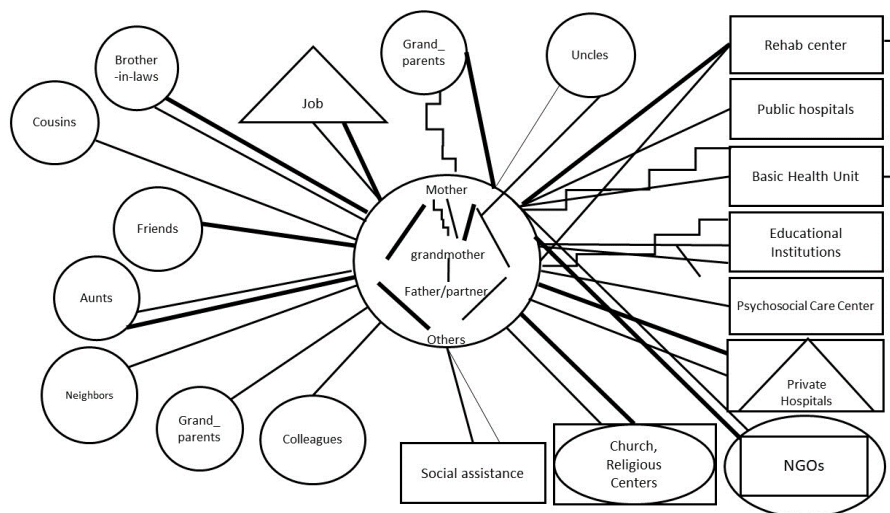 Grand_
parents
Uncles
Rehab center
Brother
-in-laws
Job
Cousins
Public hospitals
Basic Health Unit
Mother
Friends
grandmother
Educational
Institutions
Father/partner
Aunts
Psychosocial Care Center
Others
Neighbors
Private
Hospitals
Grand_
parents
Colleagues
Social assistance
Church,
Religious
Centers
NGOs